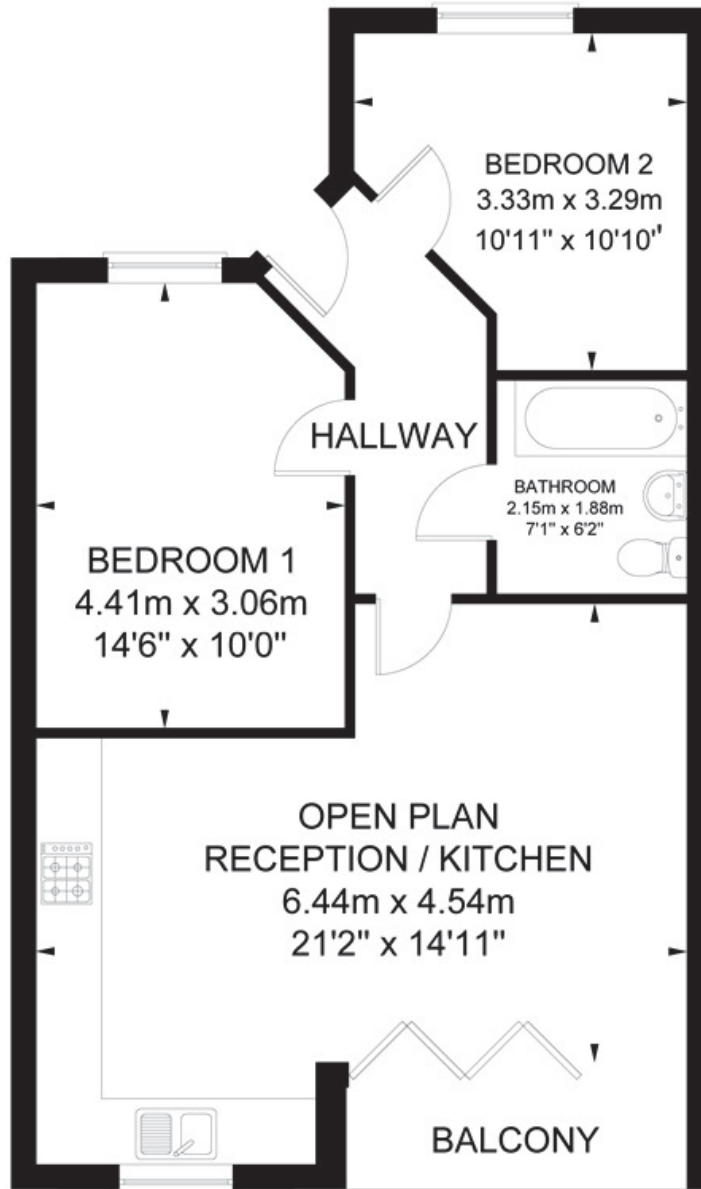 BEDROOM 2
3.33m x 3.29m
10'11" x 10'10"
HALLWAY
BATHROOM
2.15m x 1.88m
7'1" x 6'2"
BEDROOM 1
4.41m x 3.06m
14'6" x 10'0"
OPEN PLAN
RECEPTION / KITCHEN
6.44m x 4.54m
21'2" x 14'11"
BALCONY